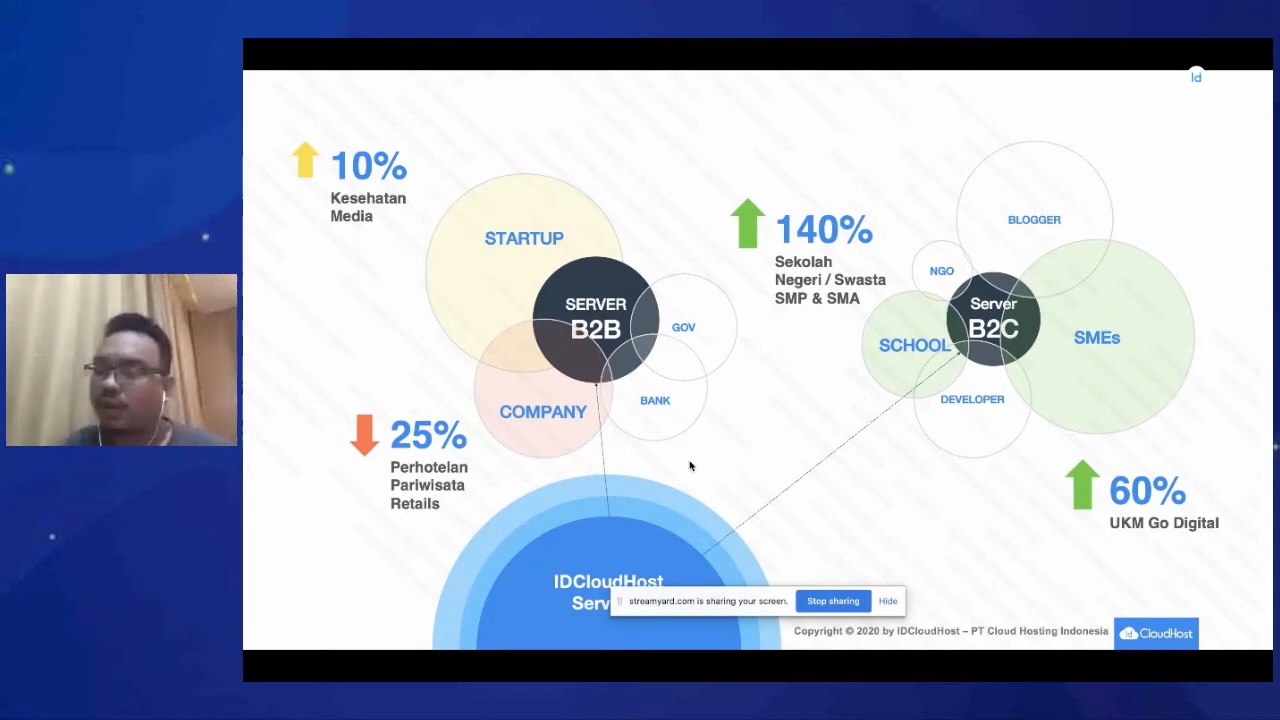 Id
10%
Kesehatan
Media
STARTUP
SERVER
B2B
GOV
COMPANY
BANK
25%
Perhotelan
Pariwisata
Retails
140%
Sekolah
Negeri / Swasta
SMP & SMA
BLOGGER
NGO
Server
B2C
SCHOOL
SMEs
DEVELOPER
60%
UKM Go Digital
IDCloudHost
streamyard.com is sharing your screen.
Stop sharing
Hide
Copyright © 2020 by IDCloudHost – PT Cloud Hosting Indonesia
id CloudHost